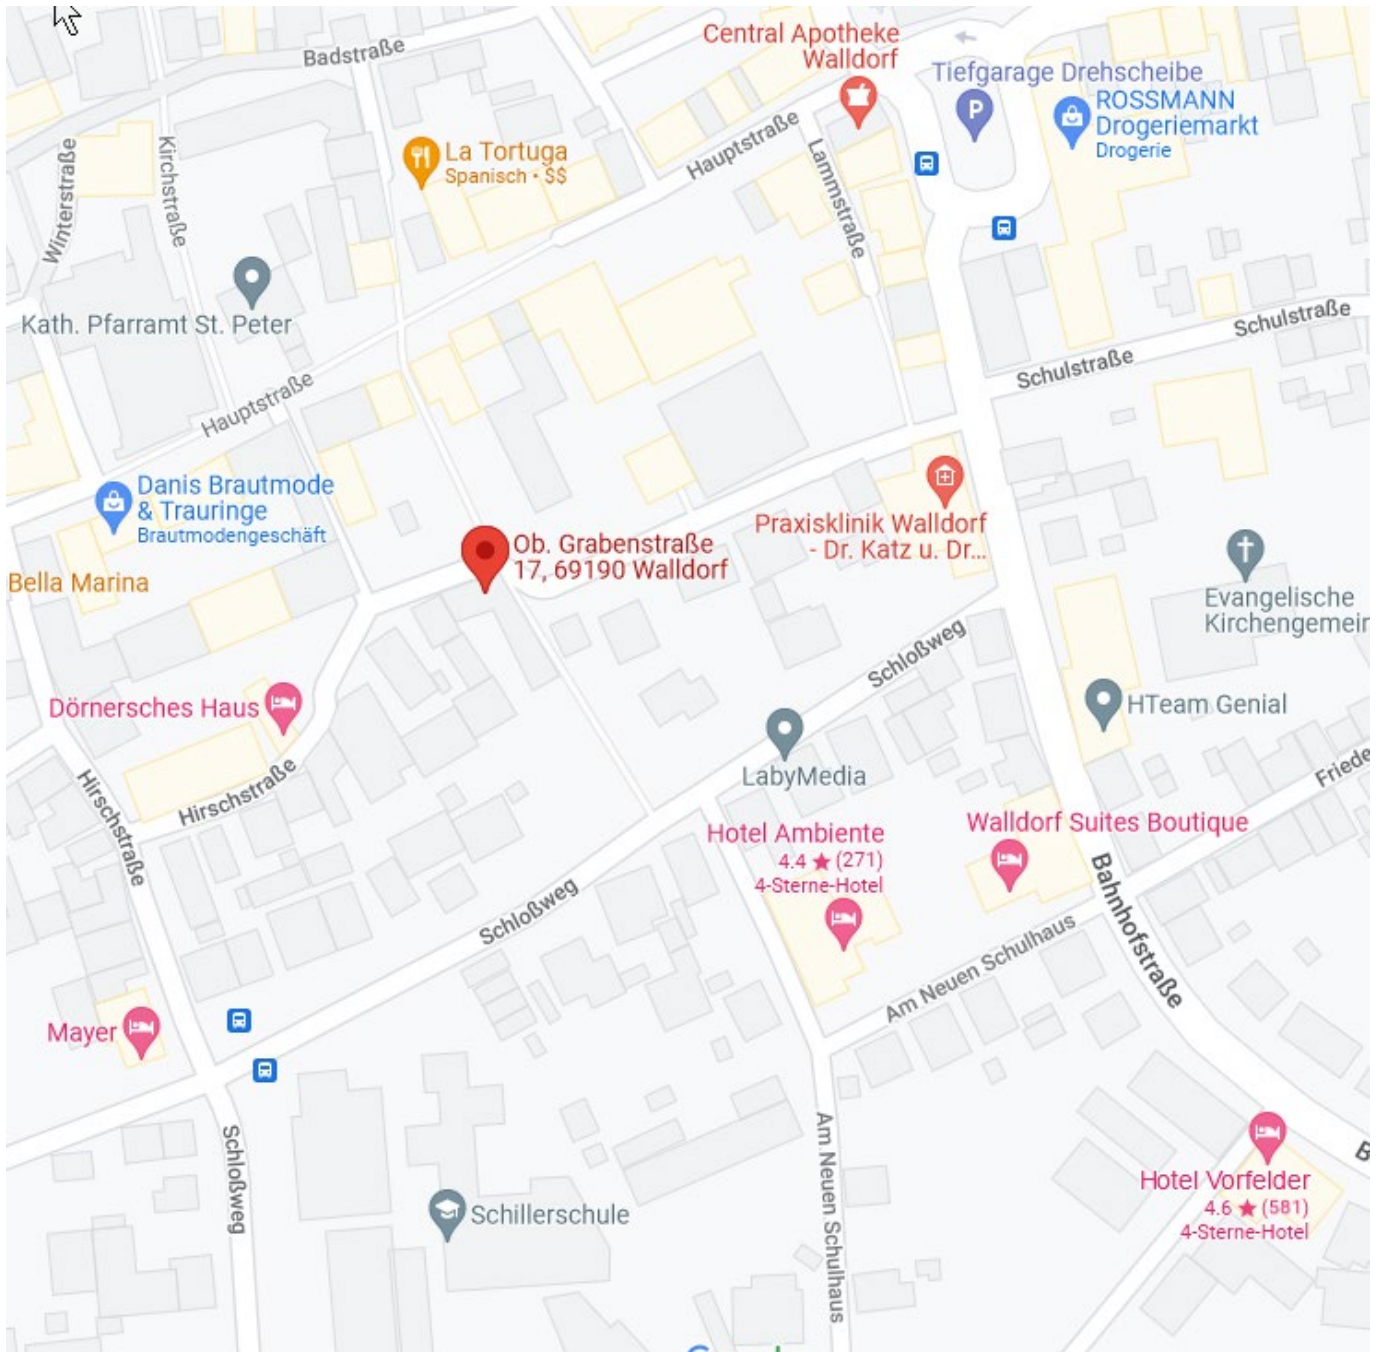 Central Apotheke
Walldorf
Badstraße
Tiefgarage Drehscheibe
P
ROSSMANN
Drogeriemarkt
Drogerie
Winterstraße
Kirchstraße
La Tortuga
Spanisch • $$
Hauptstraße
Lammstraße
Kath. Pfarramt St. Peter
Schulstraße
Schulstraße
Hauptstraße
Danis Brautmode
& Trauringe
Brautmodengeschäft
Praxisklinik Walldorf
- Dr. Katz u. Dr...
Ob. Grabenstraße
17, 69190 Walldorf
Bella Marina
Evangelische
Kirchengemeir
Schloßweg
Dörnersches Haus
HTeam Genial
LabyMedia
Friede
Hirschstraße
Hirschstraße
Hotel Ambiente
4.4 ★ (271)
4-Sterne-Hotel
Walldorf Suites Boutique
Bahnhofstraße
Schloßweg
Am Neuen Schulhaus
Mayer
Schloßweg
Am Neuen Schulhaus
B
Hotel Vorfelder
4.6 ★ (581)
4-Sterne-Hotel
Schillerschule